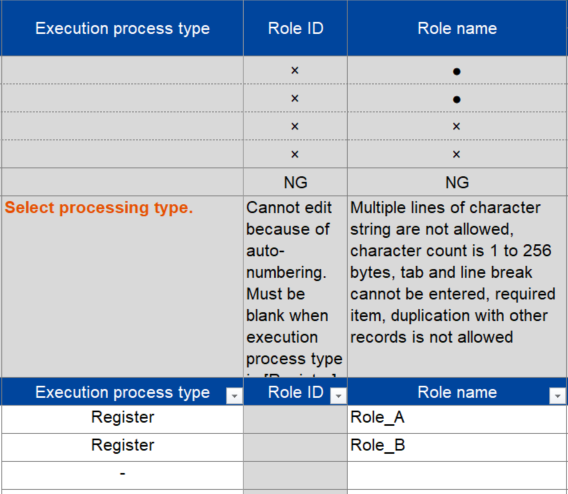 Execution process type Role ID Role name
× ●
× ●
× ×
× ×
NG NG
Select processing type.
Cannot edit
because of
auto-
numbering.
Must be
blank when
execution
process type
Multiple lines of character
string are not allowed,
character count is 1 to 256
bytes, tab and line break
cannot be entered, required
item, duplication with other
records is not allowed
Execution process type Role ID Role name
Register Role_A
Register Role_B
-